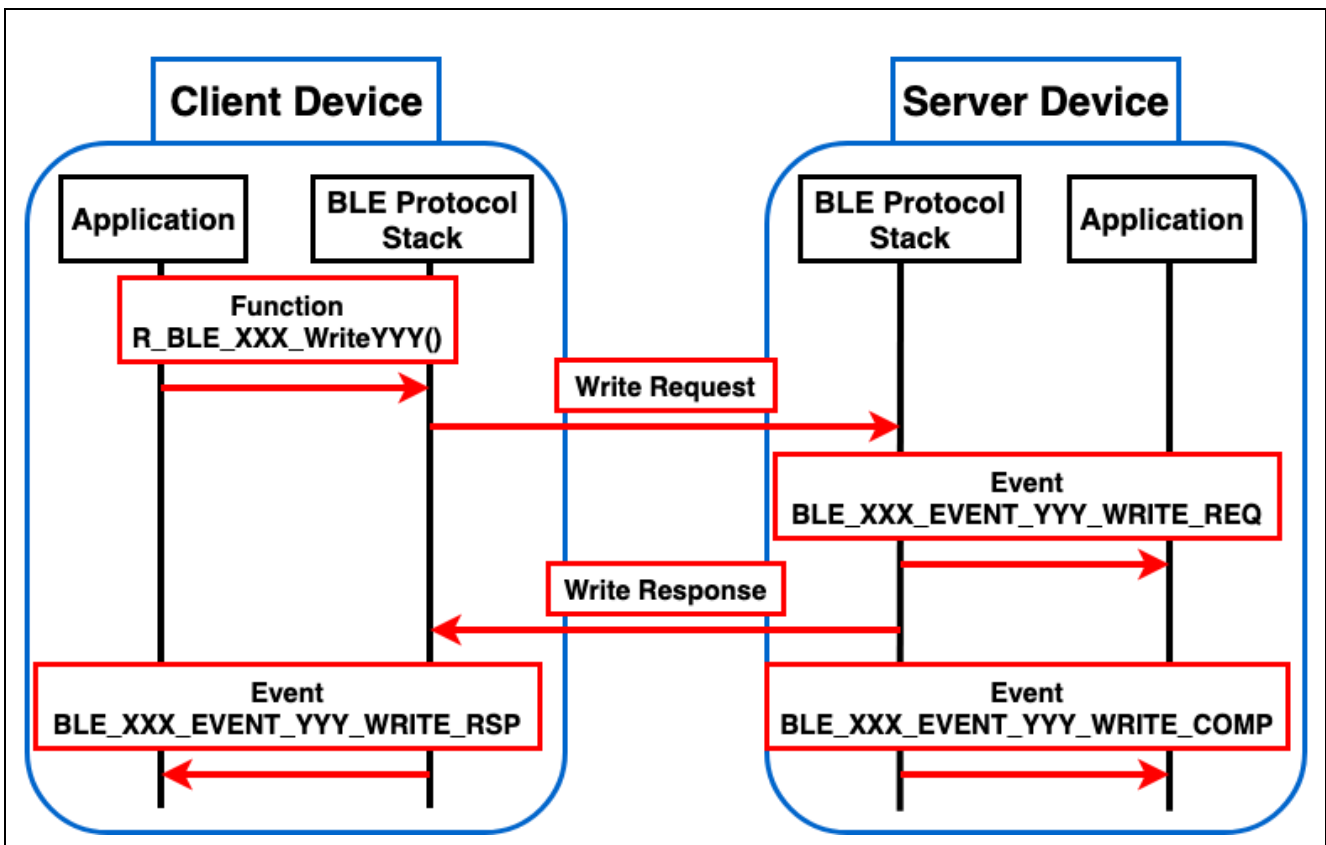 Client Device
Server Device
Application
BLE Protocol
Stack
BLE Protocol
Stack
Application
Function
R_BLE_XXX_WriteYYY()
Write Request
Event
BLE_XXX_EVENT_YYY_WRITE_REQ
Write Response
Event
BLE_XXX_EVENT_YYY_WRITE_RSP
Event
BLE_XXX_EVENT_YYY_WRITE_COMP